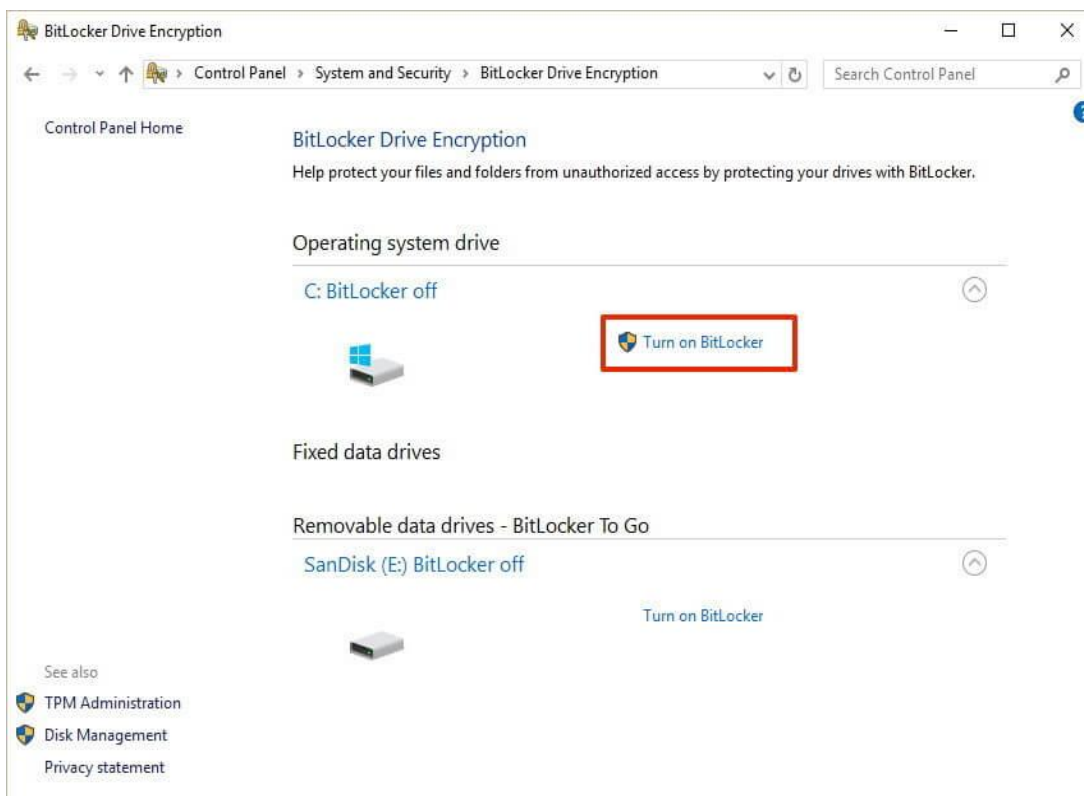 BitLocker Drive Encryption
Control Panel > System and Security > BitLocker Drive Encryption
Search Control Panel
?
Control Panel Home
BitLocker Drive Encryption
Help protect your files and folders from unauthorized access by protecting your drives with BitLocker.
Operating system drive
C: BitLocker off
Turn on BitLocker
Fixed data drives
Removable data drives - BitLocker To Go
SanDisk (E:) BitLocker off
Turn on BitLocker
See also
TPM Administration
Disk Management
Privacy statement